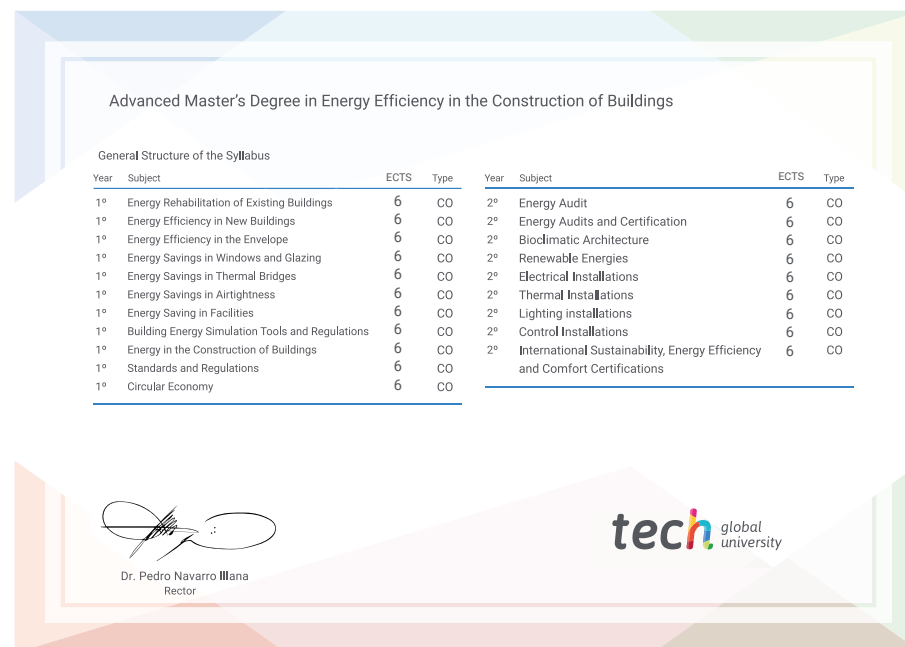 Advanced Master's Degree in Energy Efficiency in the Construction of Buildings
General Structure of the Syllabus
Year Subject ECTS Type
1º Energy Rehabilitation of Existing Buildings 6 CO
1º Energy Efficiency in New Buildings 6 CO
1º Energy Efficiency in the Envelope 6 CO
1º Energy Savings in Windows and Glazing 6 CO
1º Energy Savings in Thermal Bridges 6 CO
1º Energy Savings in Airtightness 6 CO
1º Energy Saving in Facilities 6 CO
1º Building Energy Simulation Tools and Regulations 6 CO
1º Energy in the Construction of Buildings 6 CO
1º Standards and Regulations 6 CO
1º Circular Economy 6 CO
Year Subject ECTS Type
2º Energy Audit 6 CO
2º Energy Audits and Certification 6 CO
2º Bioclimatic Architecture 6 CO
2º Renewable Energies 6 CO
2º Electrical Installations 6 CO
2º Thermal Installations 6 CO
2º Lighting installations 6 CO
2º Control Installations 6 CO
2º International Sustainability, Energy Efficiency 6 CO
and Comfort Certifications
Dr. Pedro Navarro Illana
Rector
tech global
university